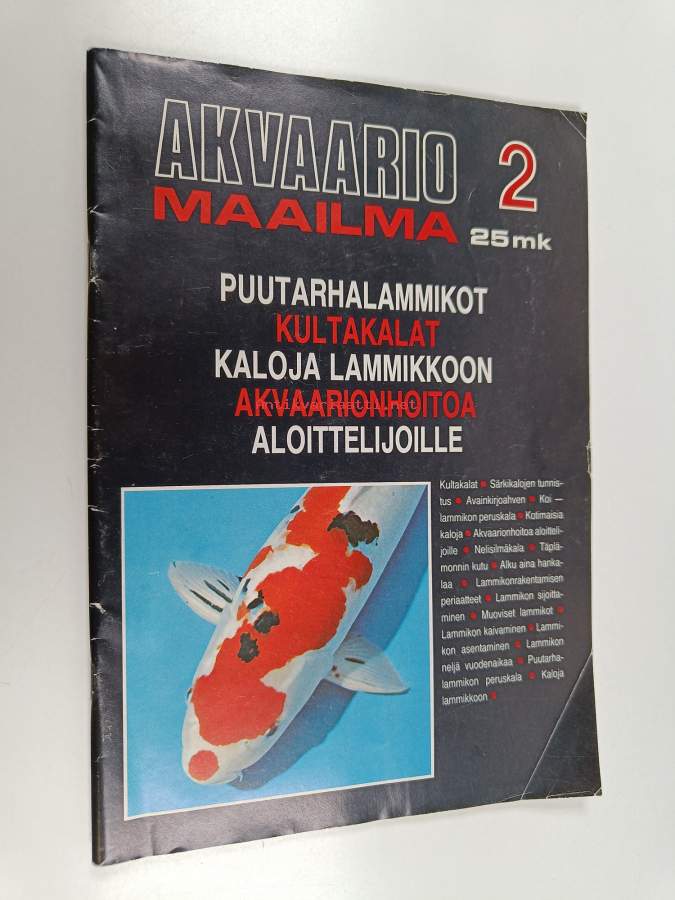 AKVAARIO
2
MAAILMA
25mk
PUUTARHALAMMIKOT
KULTAKALAT
KALOJA LAMMIKKOON
AKVAARIONHOITOA
antikvariaatti.net
ALOITTELIJOILLE
Kultakalat • Särkikalojen tunnis-
tus • Avainkirjoahven • Koi —
lammikon peruskala • Kotimaisia
kaloja • Akvaarionhoitoa aloitteli-
joille • Nelisilmäkala • Täplä-
monnin kutu • Alku aina hanka-
laa • Lammikonrakentamisen
periaatteet • Lammikon sijoitta-
minen • Muoviset lammikot •
Lammikon kaivaminen • Lammi-
kon asentaminen • Lammikon
neljä vuodenaikaa • Puutarha-
lammikon peruskala • Kaloja
lammikkoon •